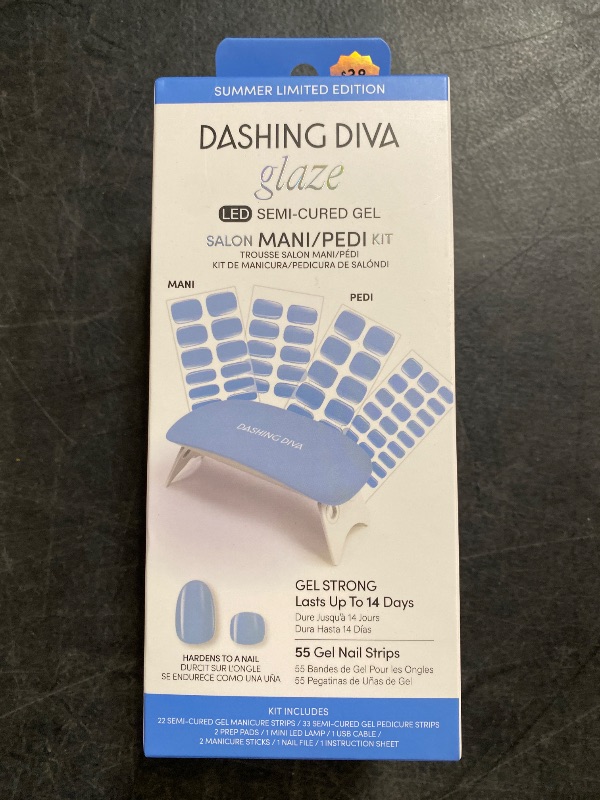 SUMMER LIMITED EDITION
DASHING DIVA
glaze
LED SEMI-CURED GEL
SALON MANI/PEDI KIT
TROUSSE SALON MANI/PÉDI
KIT DE MANICURA/PEDICURA DE SALÓNDI
MANI
PEDI
DASHING DIVA
GEL STRONG
Lasts Up To 14 Days
Dure Jusqu'à 14 Jours
Dura Hasta 14 Días
55 Gel Nail Strips
55 Bandes de Gel Pour les Ongles
55 Pegatinas de Uñas de Gel
HARDENS TO A NAIL
DURCIT SUR L'ONGLE
SE ENDURECE COMO UNA UÑA
KIT INCLUDES
22 SEMI-CURED GEL MANICURE STRIPS / 33 SEMI-CURED GEL PEDICURE STRIPS
2 PREP PADS / 1 MINI LED LAMP / 1 USB CABLE /
2 MANICURE STICKS / 1 NAIL FILE / 1 INSTRUCTION SHEET